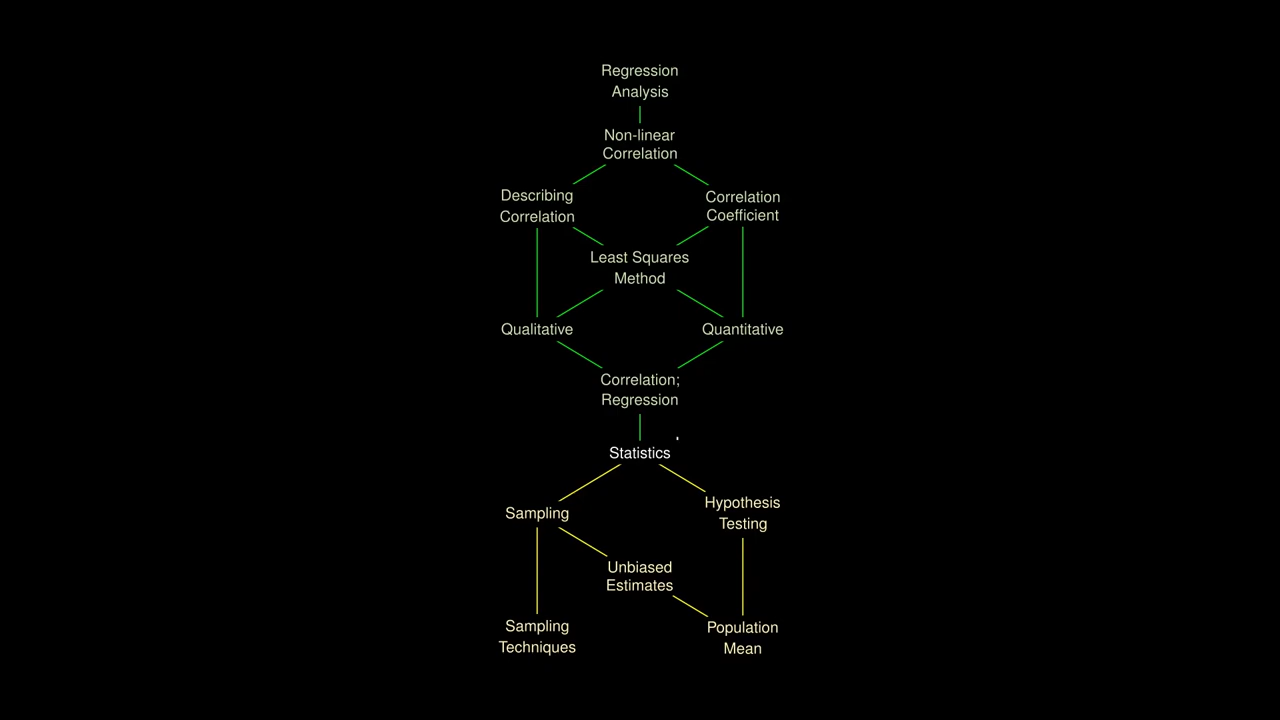 Regression
Analysis
Non-linear
Correlation
Describing
Correlation
Correlation
Coefficient
Least Squares
Method
Qualitative
Quantitative
Correlation;
Regression
Statistics
Sampling
Hypothesis
Testing
Unbiased
Estimates
Sampling
Techniques
Population
Mean